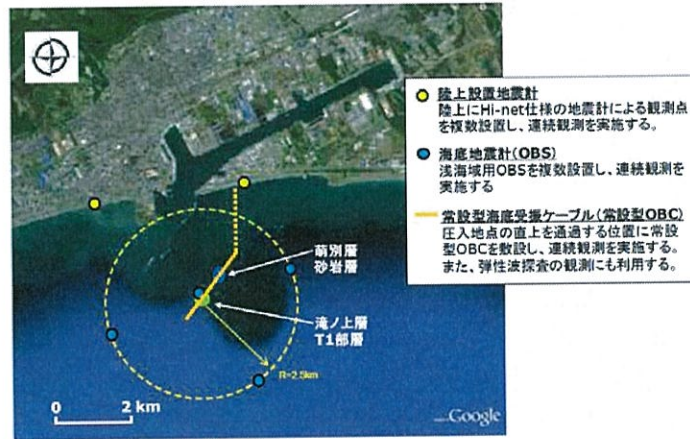 陸上設置地震計
陸上にHi-net仕様の地震計による観測点
を複数設置し、連続観測を実施する。
海底地震計(OBS)
浅海域用OBSを複数設置し、連続観測を
実施する
常設型海底受振ケーブル(常設型OBC)
圧入地点の直上を通過する位置に常設
型OBCを敷設し、連続観測を実施する。
また、弾性波探査の観測にも利用する。
萌別層
砂岩層
滝ノ上層
T1部層
R=2.5km
0 2 km
Google